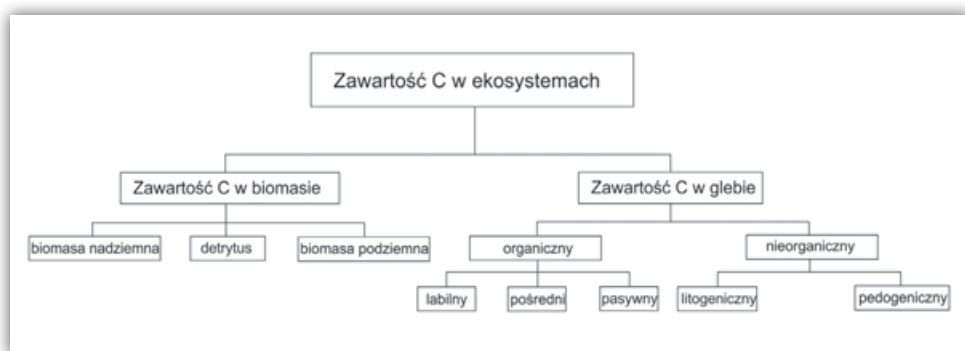 Zawartość C w ekosystemach
Zawartość C w biomasie
Zawartość C w glebie
biomasa nadziemna
detrytus
biomasa podziemna
organiczny
nieorganiczny
labilny
pośredni
pasywny
litogeniczny
pedogeniczny